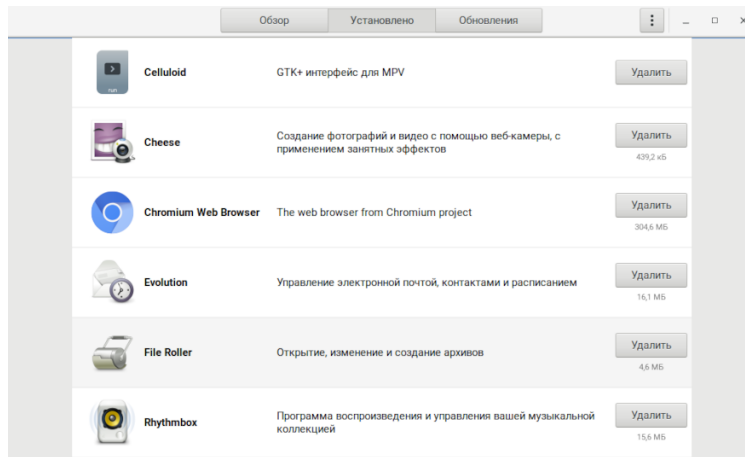 Обзор Установлено Обновления
Celluloid GTK+ интерфейс для MPV Удалить
Cheese Создание фотографий и видео с помощью веб-камеры, с применением занятных эффектов Удалить
439,2 кБ
Chromium Web Browser The web browser from Chromium project Удалить
304,6 МБ
Evolution Управление электронной почтой, контактами и расписанием Удалить
16,1 МБ
File Roller Открытие, изменение и создание архивов Удалить
4,6 МБ
Rhythmbox Программа воспроизведения и управления вашей музыкальной коллекцией Удалить
15,6 МБ